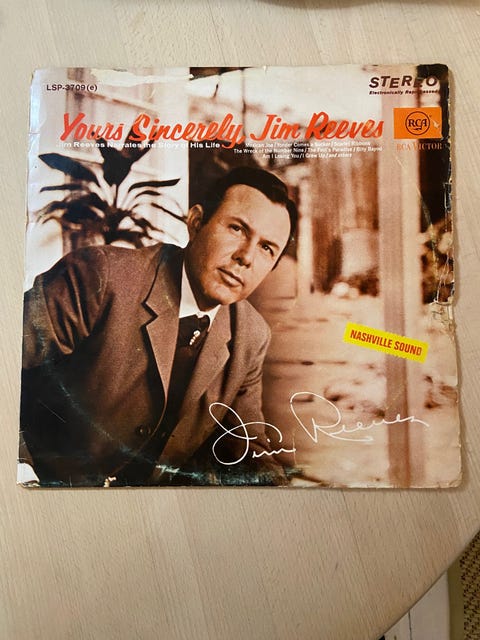 LSP-3709(e)
STEREO
Electronically Reprocessed
Yours Sincerely, Jim Reeves
Jim Reeves Narrates the Story of His Life
Mexican Joe / Yonder Comes a Sucker / Scarlet Ribbons
The Wreck of the Number Nine / The Fool's Paradise / Billy Bayou
Am I Losing You / I Grew Up / and others
RCA
RCA VICTOR
NASHVILLE SOUND
Jim Reeves